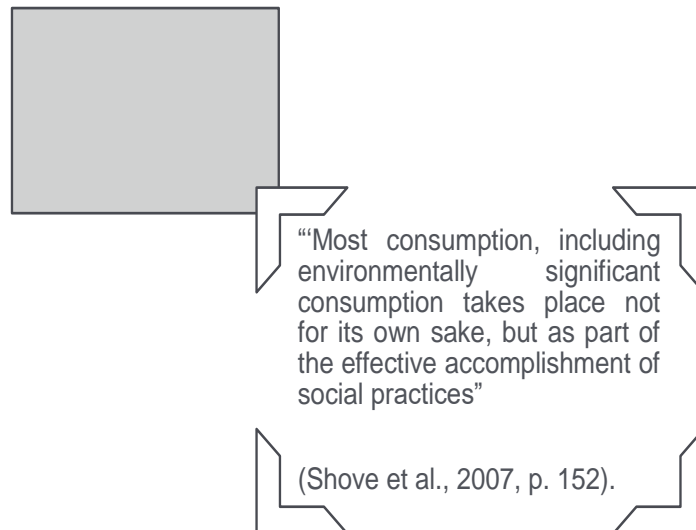 “‘Most consumption, including
environmentally significant
consumption takes place not
for its own sake, but as part of
the effective accomplishment of
social practices”
(Shove et al., 2007, p. 152).